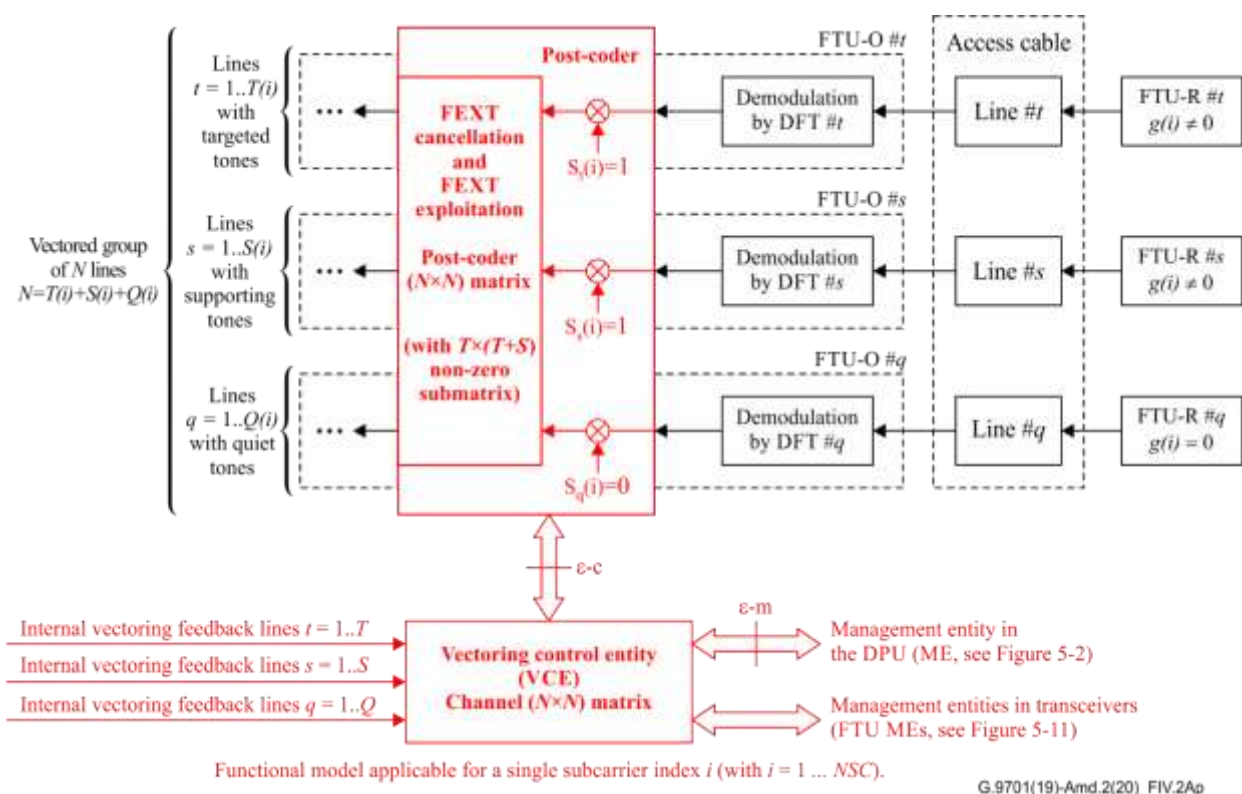 Vectored group
of N lines
N=T(i)+S(i)+Q(i)
Lines
t = 1..T(i)
with
targeted
tones
Lines
s = 1..S(i)
with
supporting
tones
Lines
q = 1..Q(i)
with quiet
tones
•••
•••
•••
Post-coder
FEXT
cancellation
and
FEXT
exploitation
Post-coder
(N×N) matrix
(with T×(T+S)
non-zero
submatrix)
St(i)=1
Ss(i)=1
Sq(i)=0
FTU-O #t
Demodulation
by DFT #t
FTU-O #s
Demodulation
by DFT #s
FTU-O #q
Demodulation
by DFT #q
Access cable
Line #t
Line #s
Line #q
FTU-R #t
g(i) ≠ 0
FTU-R #s
g(i) ≠ 0
FTU-R #q
g(i) = 0
ε-c
Internal vectoring feedback lines t = 1..T
Internal vectoring feedback lines s = 1..S
Internal vectoring feedback lines q = 1..Q
Vectoring control entity
(VCE)
Channel (N×N) matrix
ε-m
Management entity in
the DPU (ME, see Figure 5-2)
Management entities in transceivers
(FTU MEs, see Figure 5-11)
Functional model applicable for a single subcarrier index i (with i = 1 ... NSC).
G.9701(19)-Amd.2(20)_FIV.2Ap